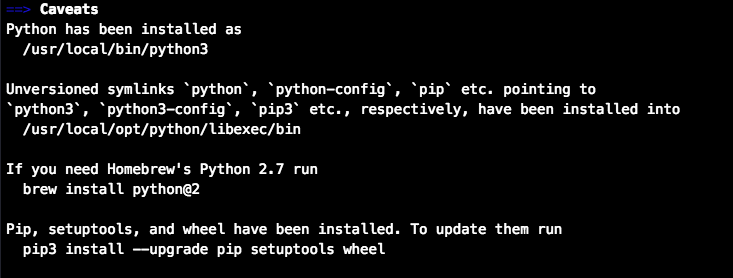 ==> Caveats
Python has been installed as
  /usr/local/bin/python3
Unversioned symlinks `python`, `python-config`, `pip` etc. pointing to
`python3`, `python3-config`, `pip3` etc., respectively, have been installed into
  /usr/local/opt/python/libexec/bin
If you need Homebrew's Python 2.7 run
  brew install python@2
Pip, setuptools, and wheel have been installed. To update them run
  pip3 install --upgrade pip setuptools wheel